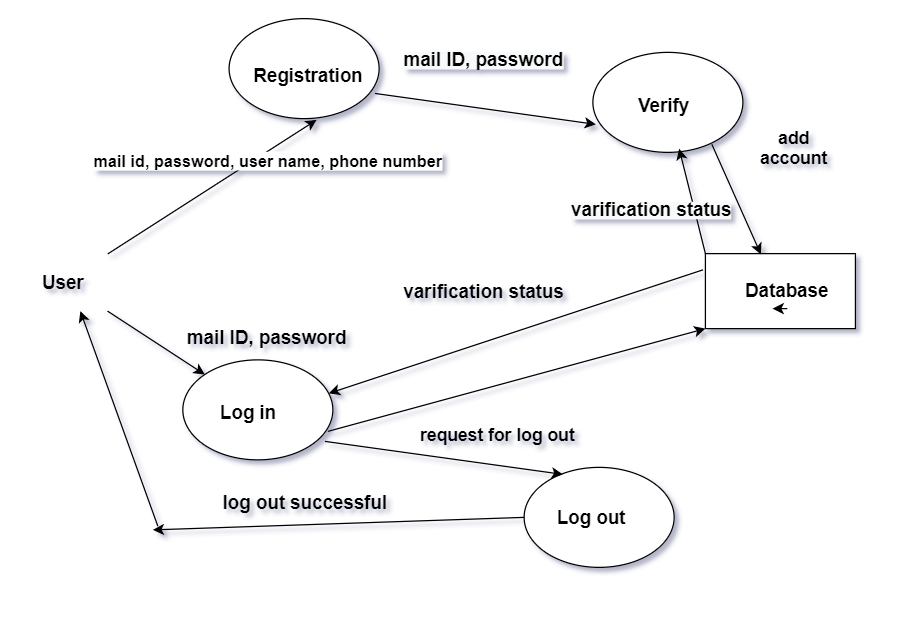 Registration
mail ID, password
Verify
add
account
mail id, password, user name, phone number
varification status
User
varification status
Database
mail ID, password
Log in
request for log out
log out successful
Log out